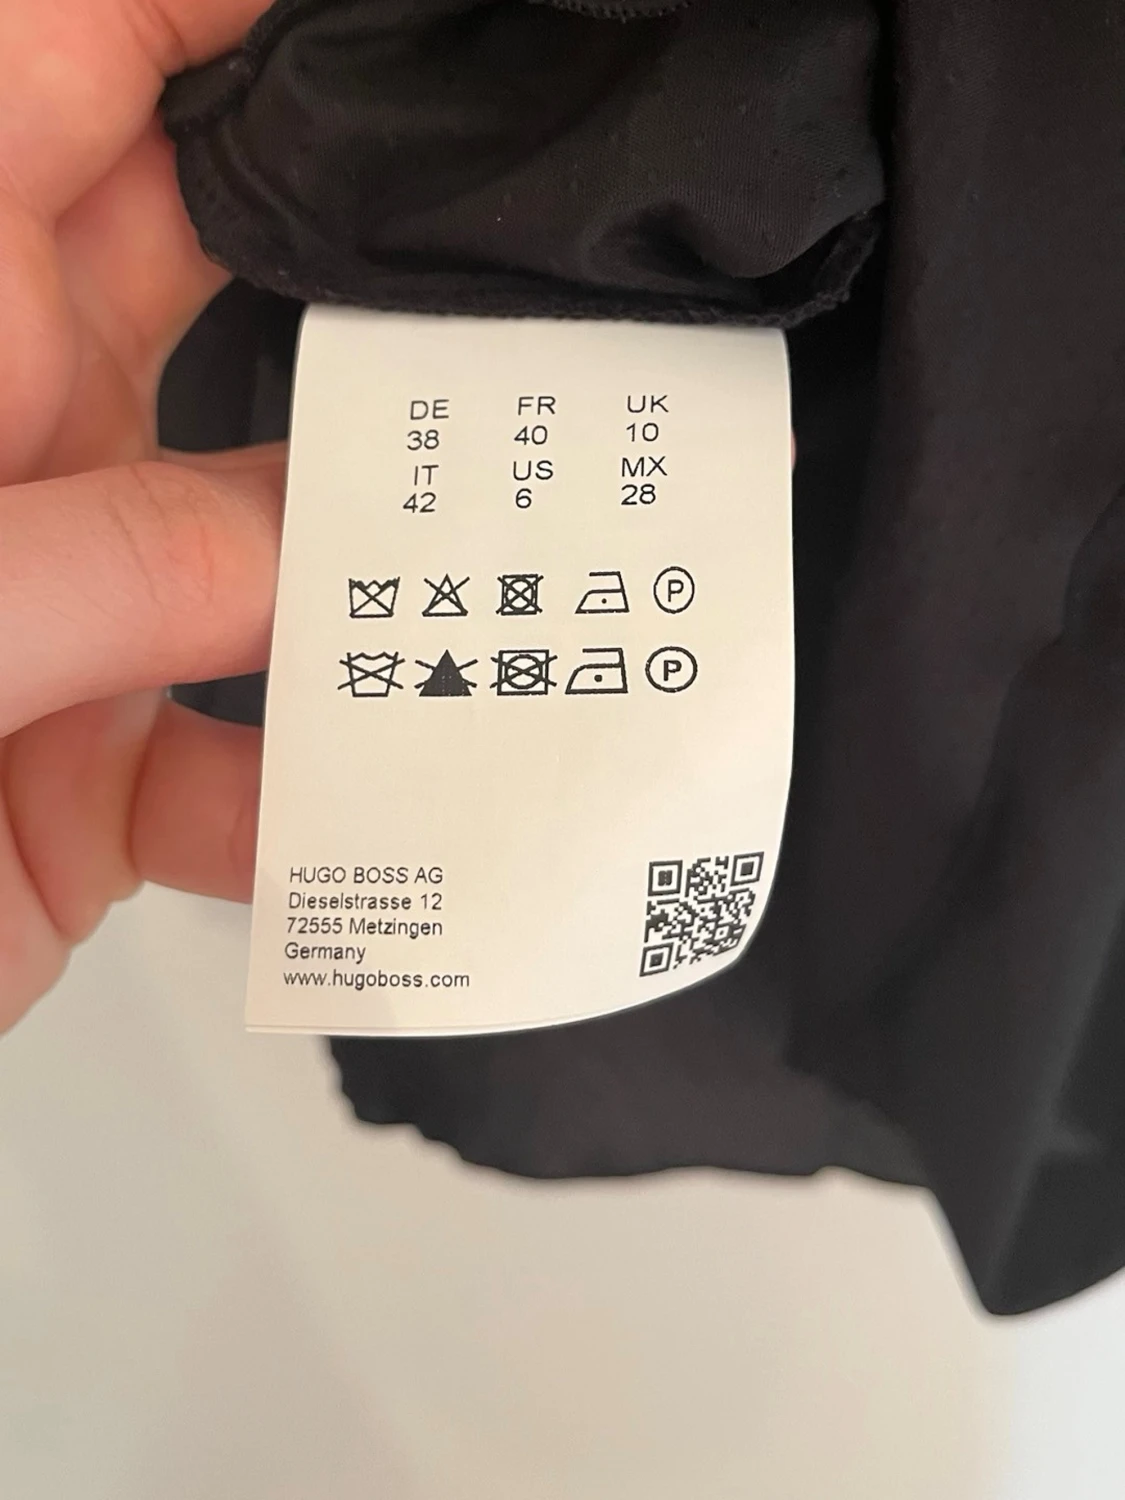 DE FR UK
38 40 10
IT US MX
42 6 28
P
P
HUGO BOSS AG
Dieselstrasse 12
72555 Metzingen
Germany
www.hugoboss.com